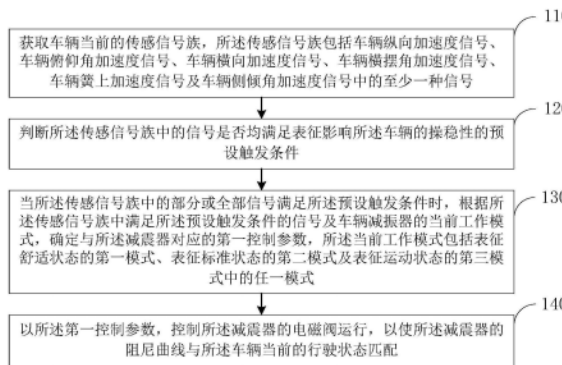 110
获取车辆当前的传感信号族，所述传感信号族包括车辆纵向加速度信号、
车辆俯仰角加速度信号、车辆横向加速度信号、车辆横摆角加速度信号、
车辆簧上加速度信号及车辆侧倾角加速度信号中的至少一种信号
120
判断所述传感信号族中的信号是否均满足表征影响所述车辆的操稳性的预
设触发条件
130
当所述传感信号族中的部分或全部信号满足所述预设触发条件时，根据所
述传感信号族中满足所述预设触发条件的信号及车辆减振器的当前工作模
式，确定与所述减震器对应的第一控制参数，所述当前工作模式包括表征
舒适状态的第一模式、表征标准状态的第二模式及表征运动状态的第三模
式中的任一模式
140
以所述第一控制参数，控制所述减震器的电磁阀运行，以使所述减震器的
阻尼曲线与所述车辆当前的行驶状态匹配